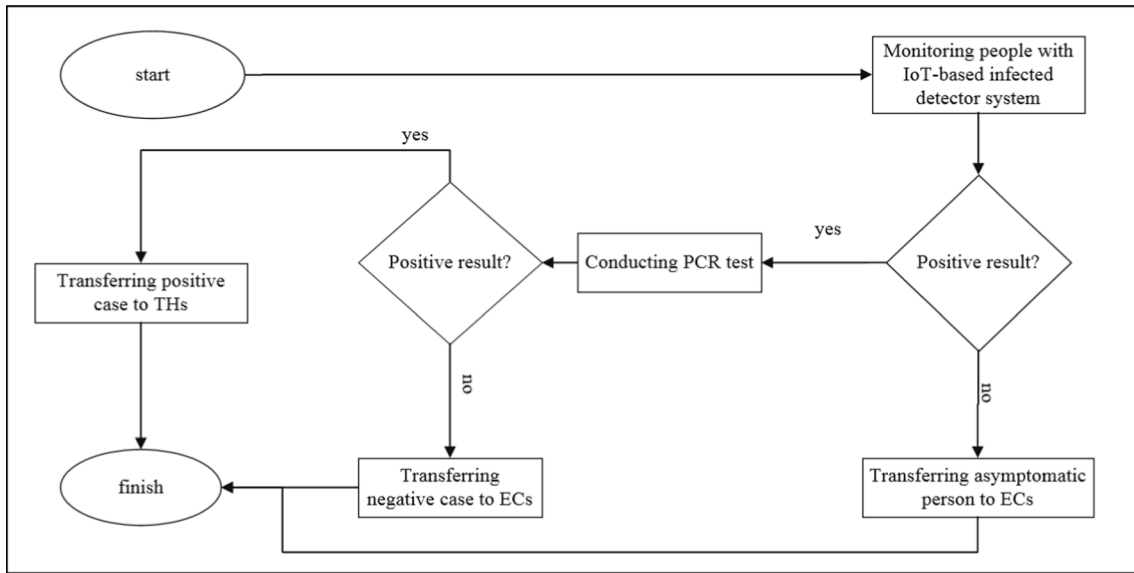 start
Monitoring people with
IoT-based infected
detector system
yes
yes
Positive result?
Conducting PCR test
Positive result?
Transferring positive
case to THs
no
no
finish
Transferring
negative case to ECs
Transferring asymptomatic
person to ECs